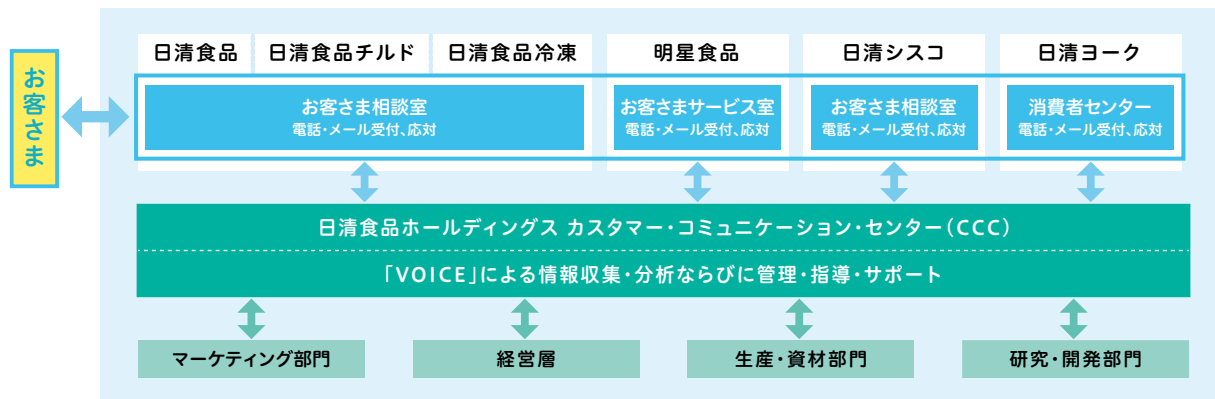 お客さま
日清食品
日清食品チルド
日清食品冷凍
明星食品
日清シスコ
日清ヨーク
お客さま相談室
電話・メール受付、応対
お客さまサービス室
電話・メール受付、応対
お客さま相談室
電話・メール受付、応対
消費者センター
電話・メール受付、応対
日清食品ホールディングス カスタマー・コミュニケーション・センター（CCC）
「VOICE」による情報収集・分析ならびに管理・指導・サポート
マーケティング部門
経営層
生産・資材部門
研究・開発部門